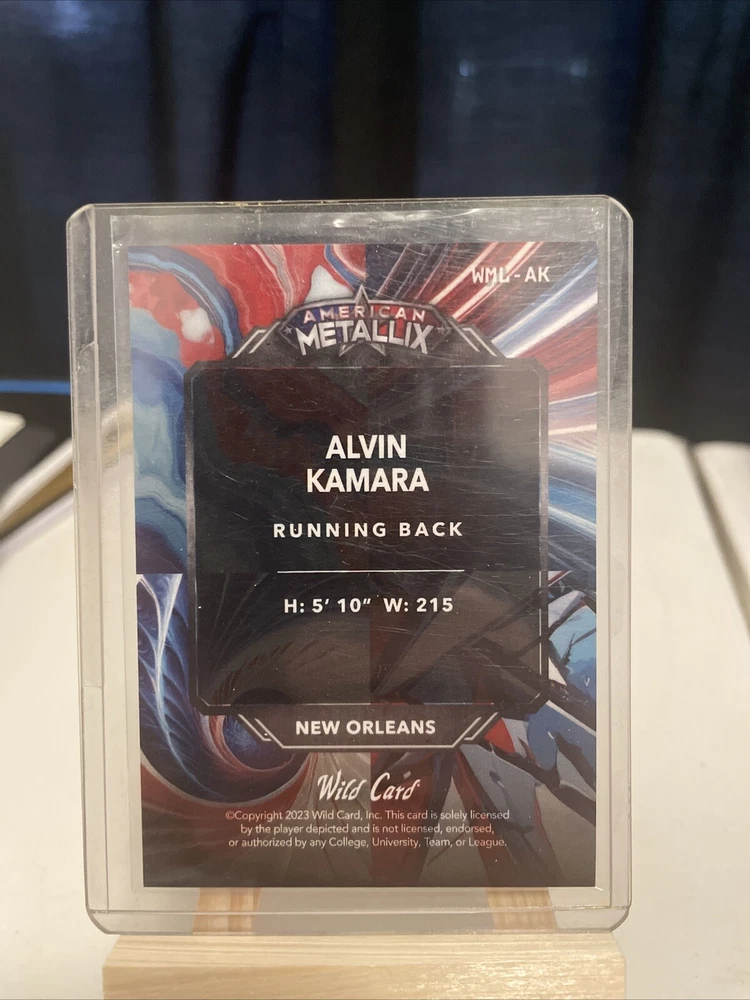 WML-AK
AMERICAN
METALLIX
ALVIN
KAMARA
RUNNING BACK
H: 5' 10" W: 215
NEW ORLEANS
Wild Card
©Copyright 2023 Wild Card, Inc. This card is solely licensed
by the player depicted and is not licensed, endorsed,
or authorized by any College, University, Team, or League.